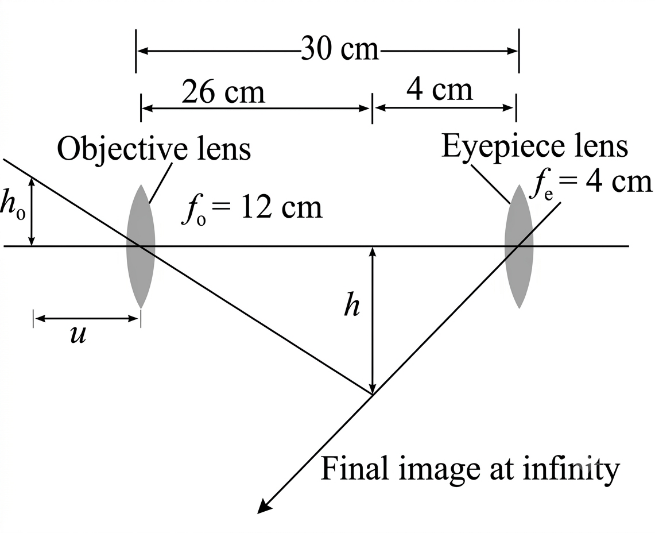 30 cm
26 cm
4 cm
Objective lens
Eyepiece lens
hₒ
fₒ = 12 cm
fₑ = 4 cm
h
u
Final image at infinity